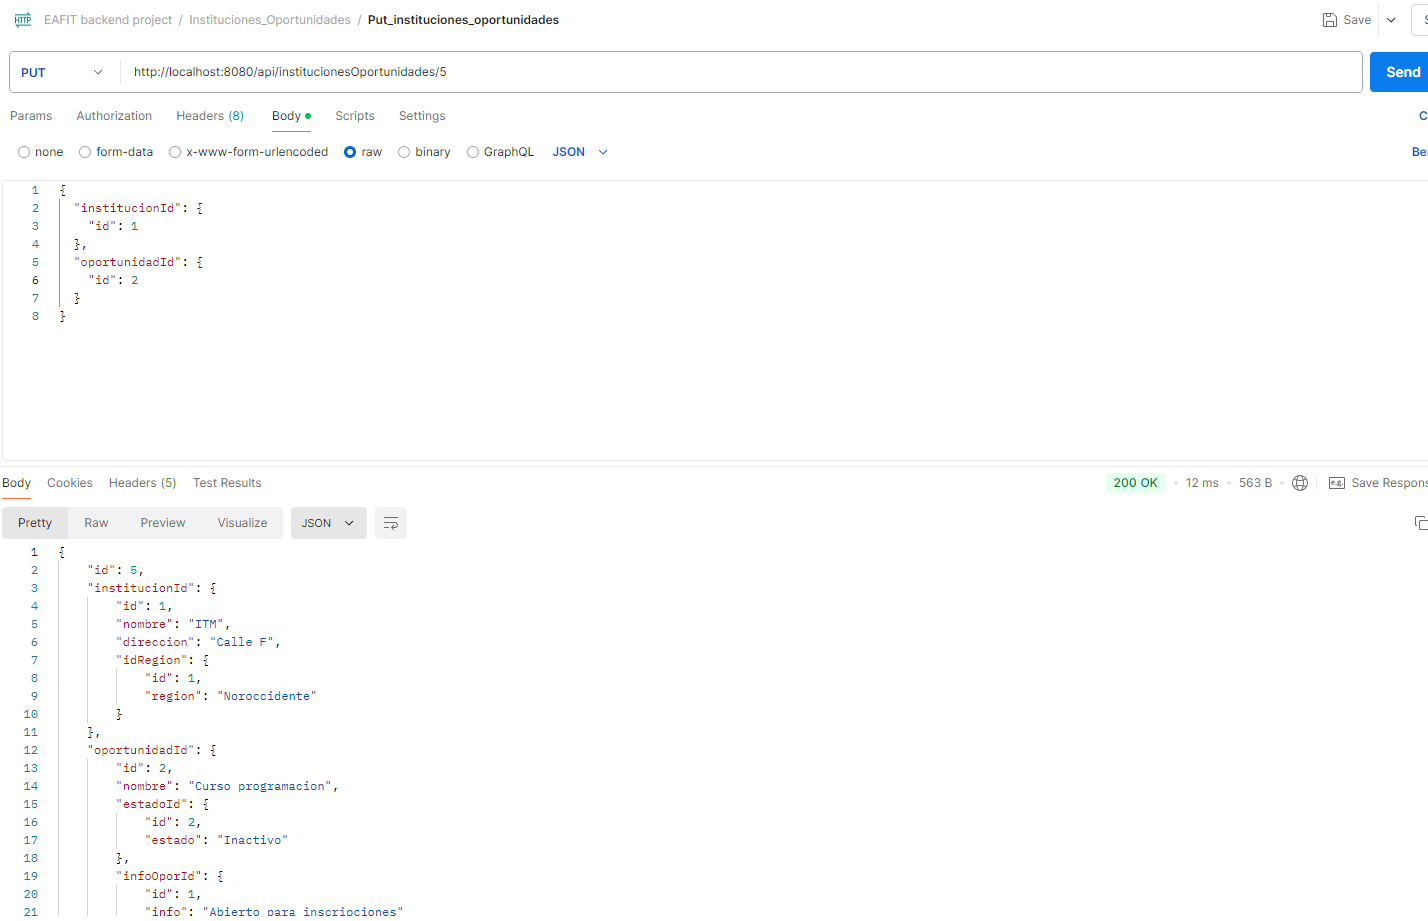 HTTP EAFIT backend project / Instituciones_Oportunidades / Put_instituciones_oportunidades Save
PUT http://localhost:8080/api/institucionesOportunidades/5 Send
Params Authorization Headers (8) Body Scripts Settings
none form-data x-www-form-urlencoded raw binary GraphQL JSON Bea
1 {
2 "institucionId": {
3 "id": 1
4 },
5 "oportunidadId": {
6 "id": 2
7 }
8 }
Body Cookies Headers (5) Test Results 200 OK 12 ms 563 B e.g. Save Respons
Pretty Raw Preview Visualize JSON
1 {
2 "id": 5,
3 "institucionId": {
4 "id": 1,
5 "nombre": "ITM",
6 "direccion": "Calle F",
7 "idRegion": {
8 "id": 1,
9 "region": "Noroccidente"
10 }
11 },
12 "oportunidadId": {
13 "id": 2,
14 "nombre": "Curso programacion",
15 "estadoId": {
16 "id": 2,
17 "estado": "Inactivo"
18 },
19 "infoOporId": {
20 "id": 1,
21 "info": "Abierto para inscripciones"